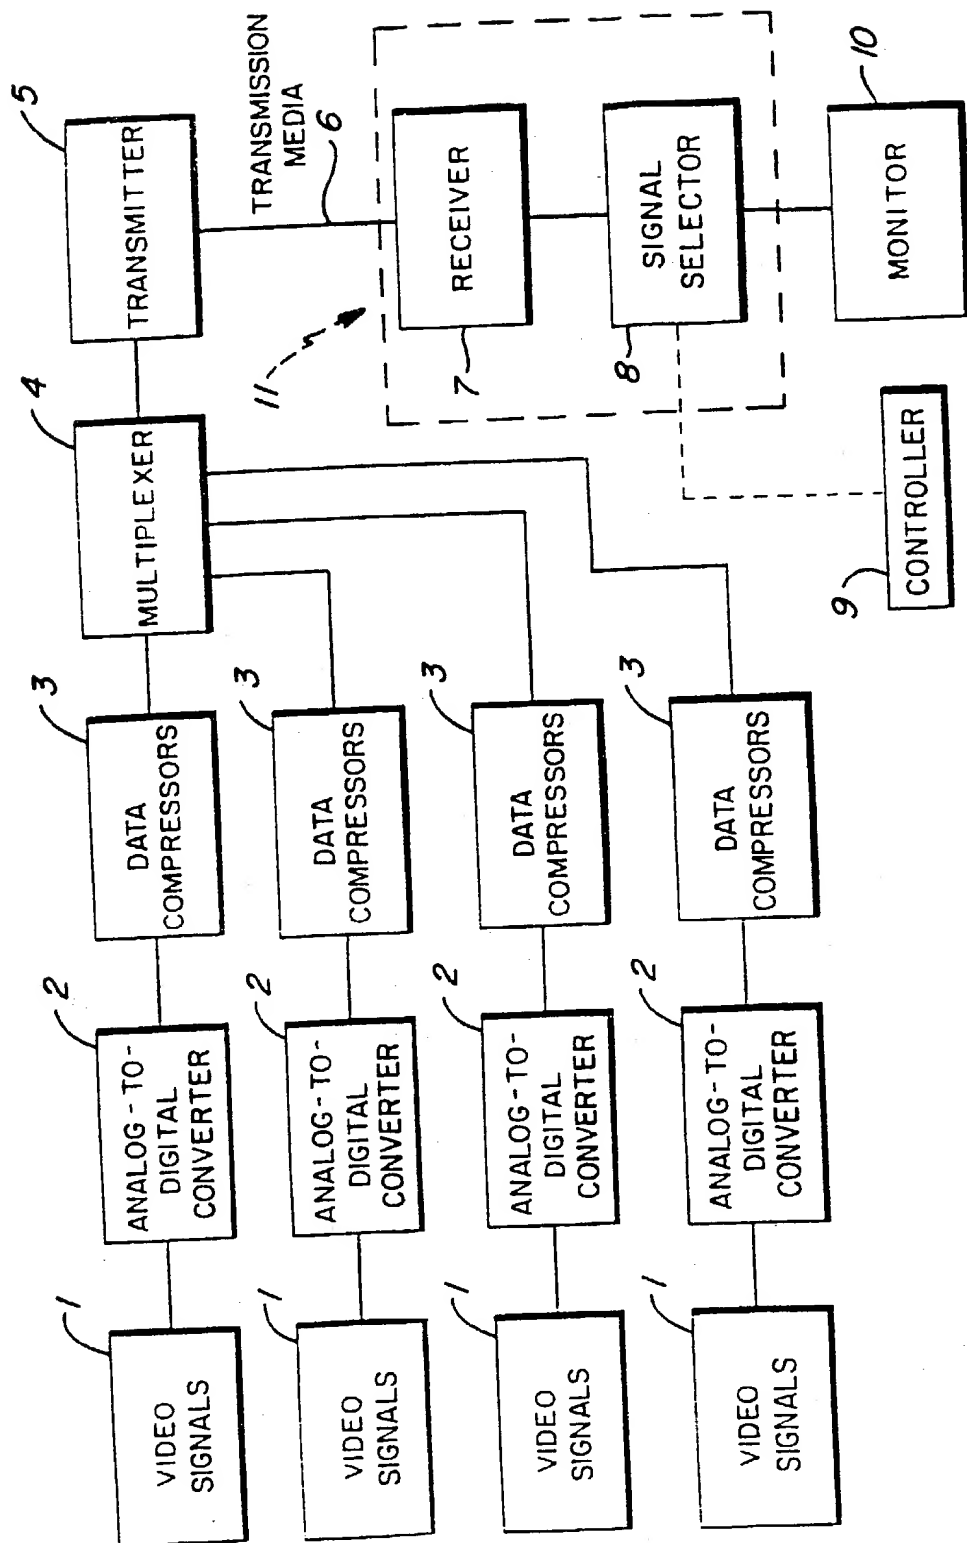 VIDEO
SIGNALS
1
ANALOG-TO-
DIGITAL
CONVERTER
2
DATA
COMPRESSORS
3
MULTIPLEXER
4
TRANSMITTER
5
VIDEO
SIGNALS
1
ANALOG-TO-
DIGITAL
CONVERTER
2
DATA
COMPRESSORS
3
TRANSMISSION
MEDIA
6
VIDEO
SIGNALS
1
ANALOG-TO-
DIGITAL
CONVERTER
2
DATA
COMPRESSORS
3
11
RECEIVER
7
VIDEO
SIGNALS
1
ANALOG-TO-
DIGITAL
CONVERTER
2
DATA
COMPRESSORS
3
SIGNAL
SELECTOR
8
CONTROLLER
9
MONITOR
10